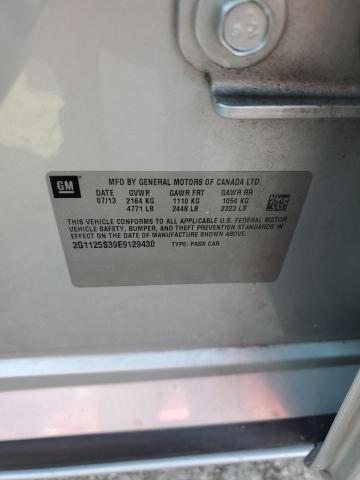 GM
MFD BY GENERAL MOTORS OF CANADA LTD.
DATE GVWR GAWR FRT GAWR RR
07/13 2164 KG 1110 KG 1054 KG
4771 LB 2448 LB 2323 LB
THIS VEHICLE CONFORMS TO ALL APPLICABLE U.S. FEDERAL MOTOR
VEHICLE SAFETY, BUMPER, AND THEFT PREVENTION STANDARDS IN
EFFECT ON THE DATE OF MANUFACTURE SHOWN ABOVE.
2G1125S39E9129430 TYPE: PASS CAR